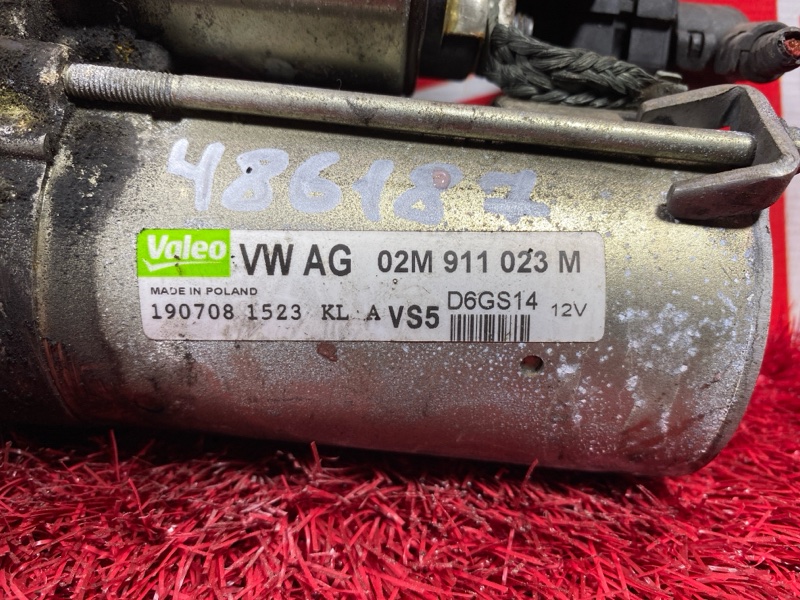 486187
Valeo VW AG 02M 911 023 M
MADE IN POLAND
190708 1523 KL A VS5 D6GS14 12V